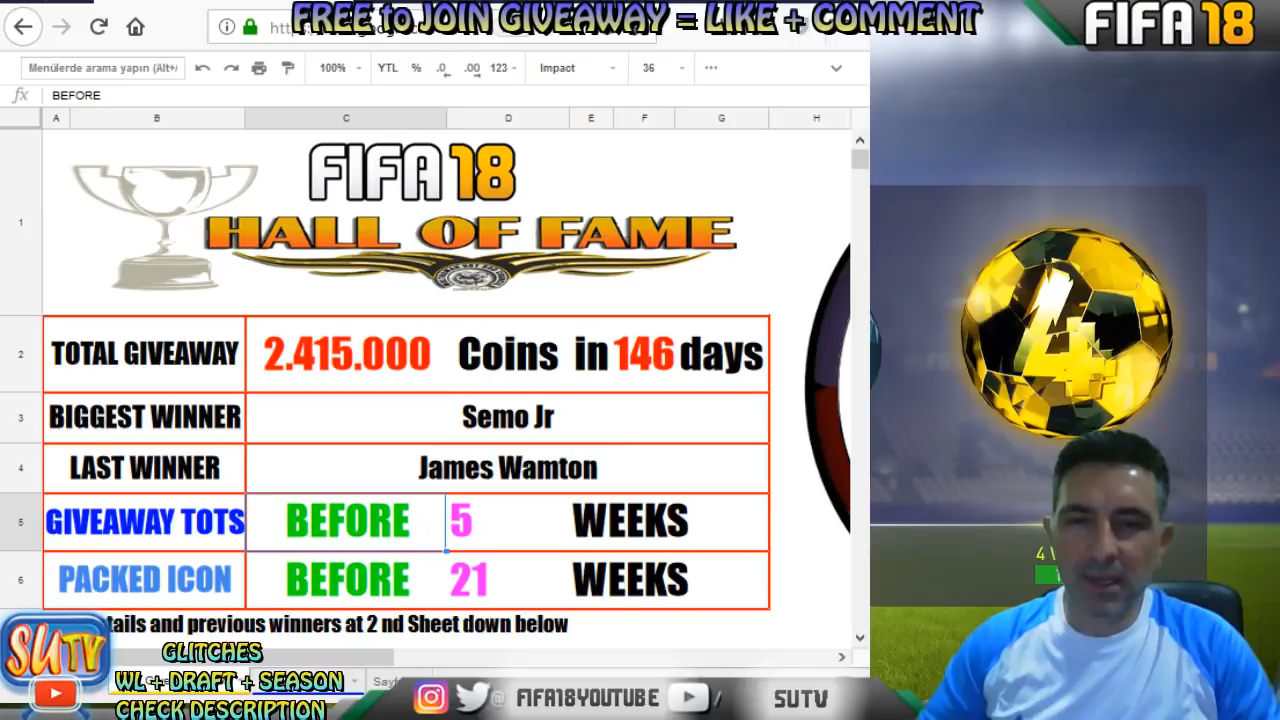 FREE to JOIN GIVEAWAY = LIKE + COMMENT
FIFA 18
Menülerde arama yapın (Alt+/
100%
YTL % .0 .00 123
Impact
36
fx BEFORE
A B C D E F G H
1
FIFA 18
HALL OF FAME
2 TOTAL GIVEAWAY 2.415.000 Coins in 146 days
3 BIGGEST WINNER Semo Jr
4 LAST WINNER James Wamton
5 GIVEAWAY TOTS BEFORE 5 WEEKS
6 PACKED ICON BEFORE 21 WEEKS
tails and previous winners at 2 nd Sheet down below
4
SUTV
GLITCHES
WL + DRAFT + SEASON
CHECK DESCRIPTION
@ FIFA18YOUTUBE / SUTV